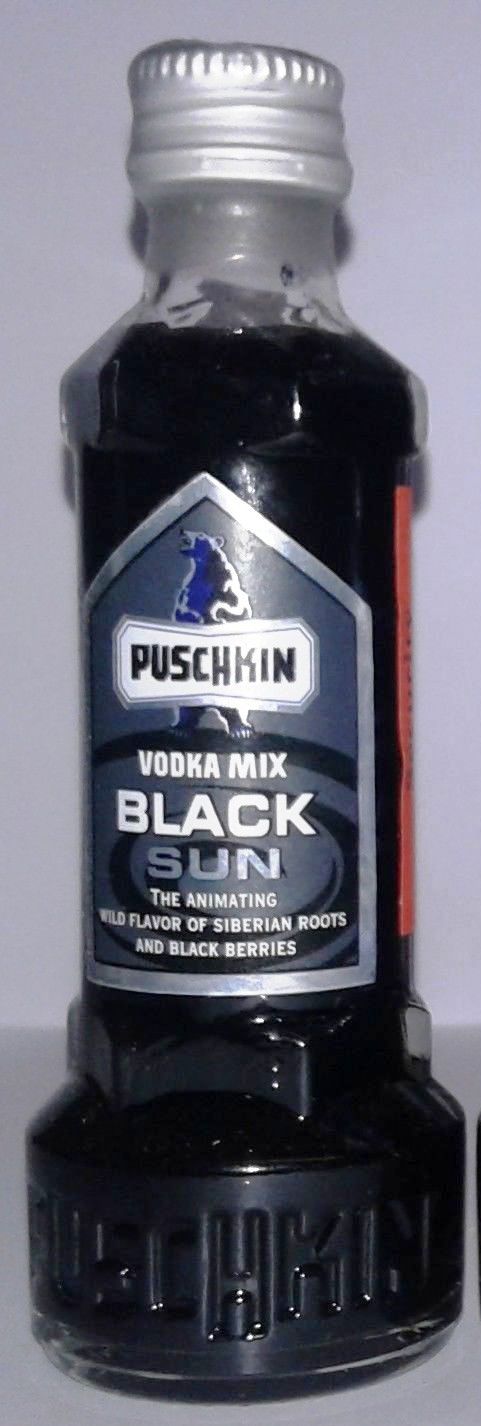 PUSCHKIN
VODKA MIX
BLACK
SUN
THE ANIMATING
WILD FLAVOR OF SIBERIAN ROOTS
AND BLACK BERRIES
PUSCHKIN